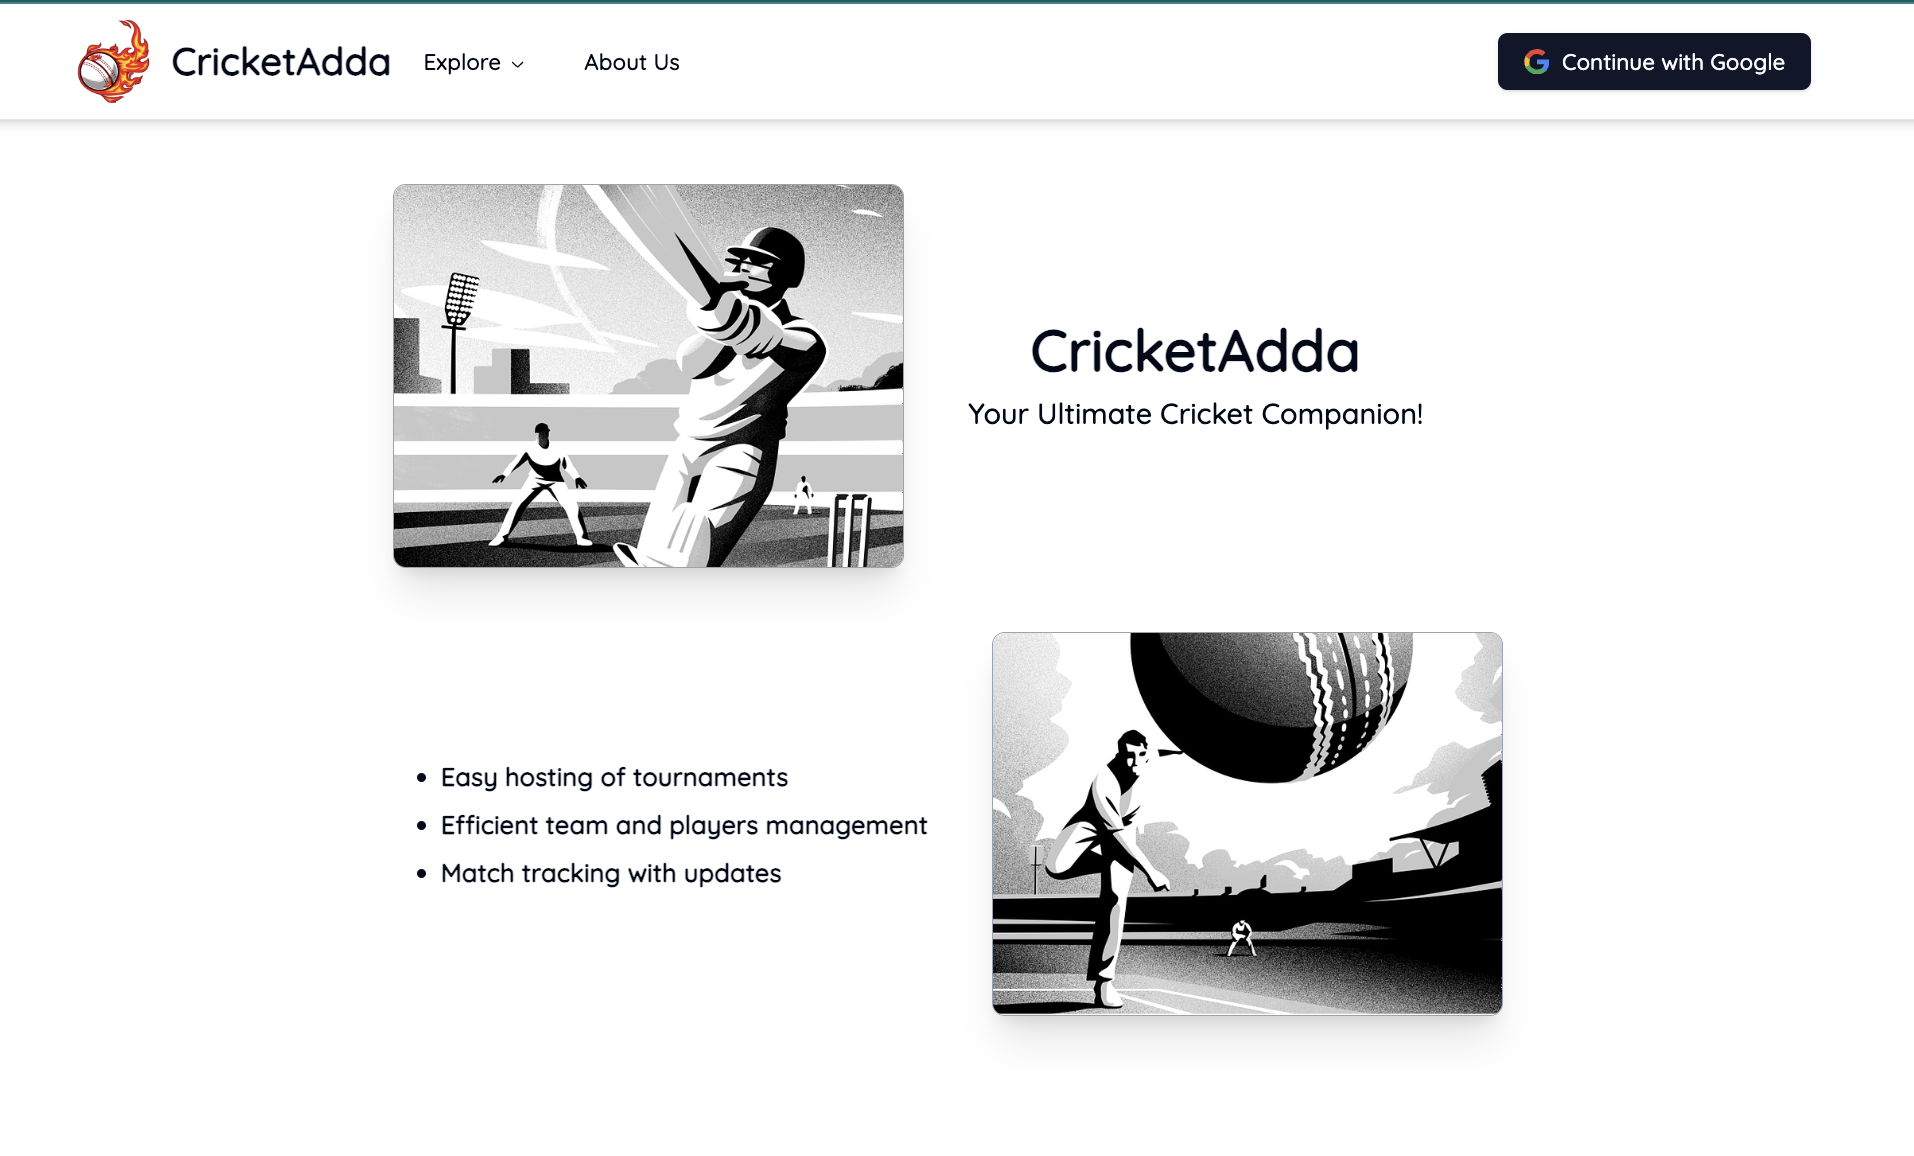 CricketAdda
Explore
About Us
Continue with Google
CricketAdda
Your Ultimate Cricket Companion!
Easy hosting of tournaments
Efficient team and players management
Match tracking with updates